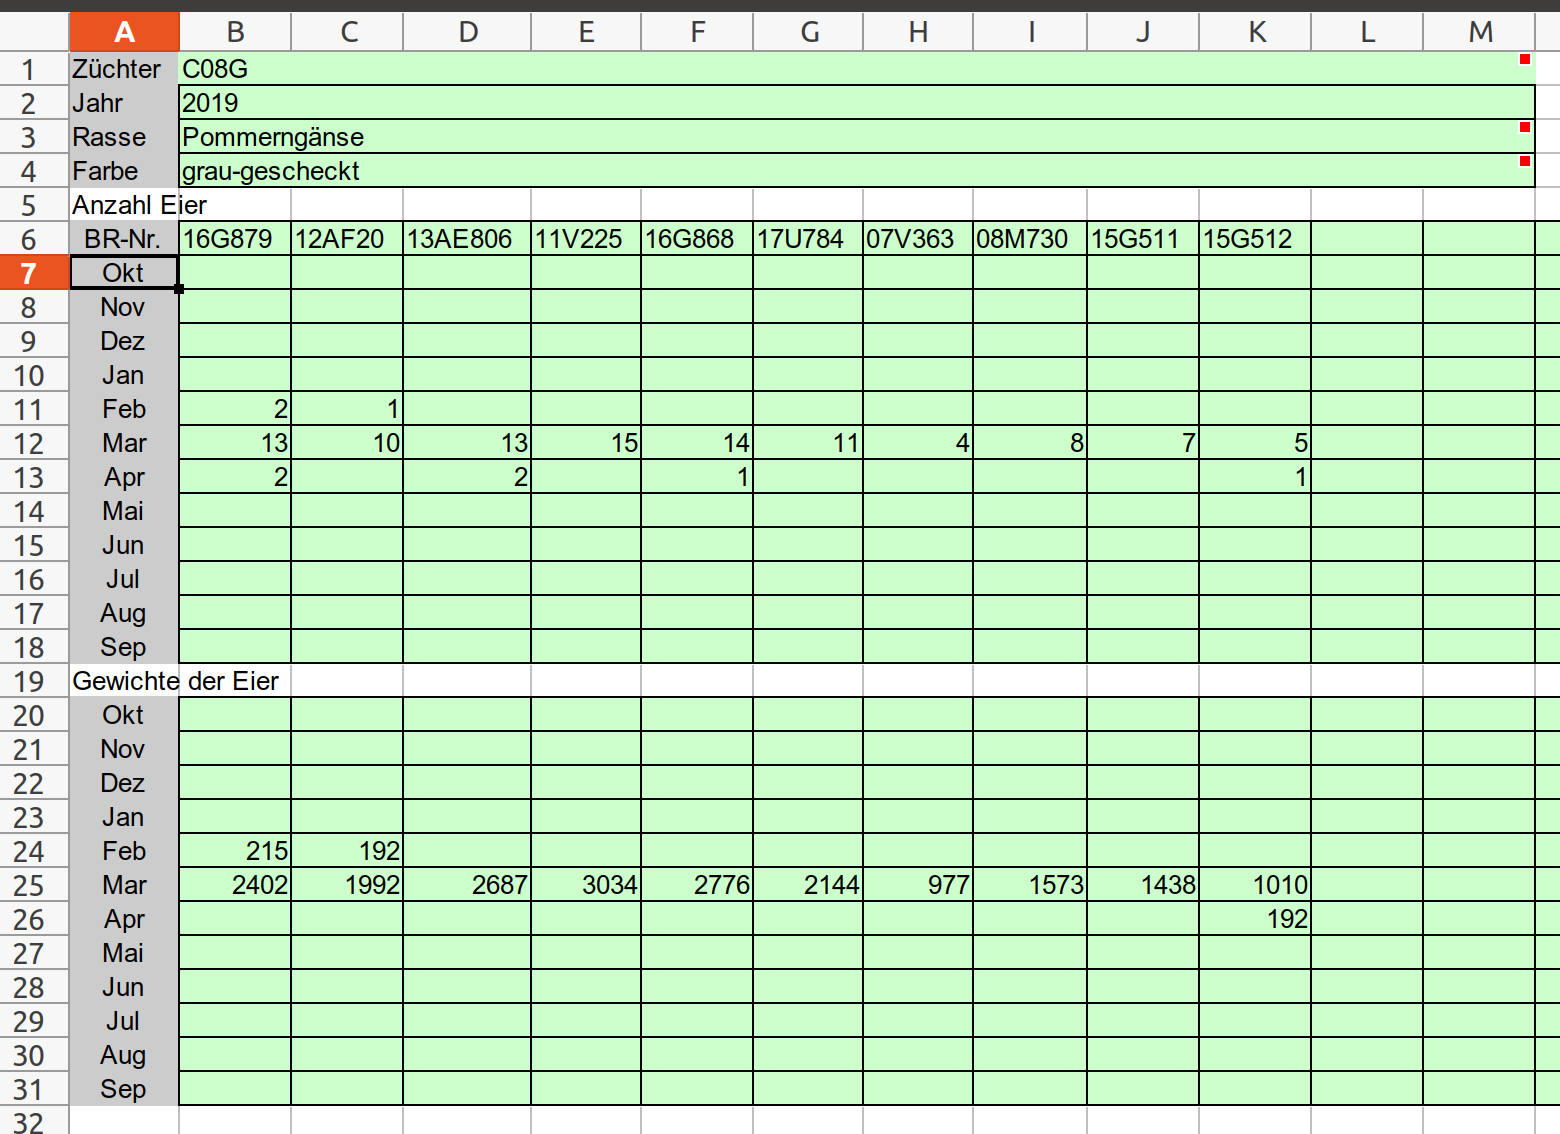 A B C D E F G H I J K L M
1 Züchter C08G
2 Jahr 2019
3 Rasse Pommerngänse
4 Farbe grau-gescheckt
5 Anzahl Eier
6 BR-Nr. 16G879 12AF20 13AE806 11V225 16G868 17U784 07V363 08M730 15G511 15G512
7 Okt
8 Nov
9 Dez
10 Jan
11 Feb 2 1
12 Mar 13 10 13 15 14 11 4 8 7 5
13 Apr 2 2 1 1
14 Mai
15 Jun
16 Jul
17 Aug
18 Sep
19 Gewichte der Eier
20 Okt
21 Nov
22 Dez
23 Jan
24 Feb 215 192
25 Mar 2402 1992 2687 3034 2776 2144 977 1573 1438 1010
26 Apr 192
27 Mai
28 Jun
29 Jul
30 Aug
31 Sep
32